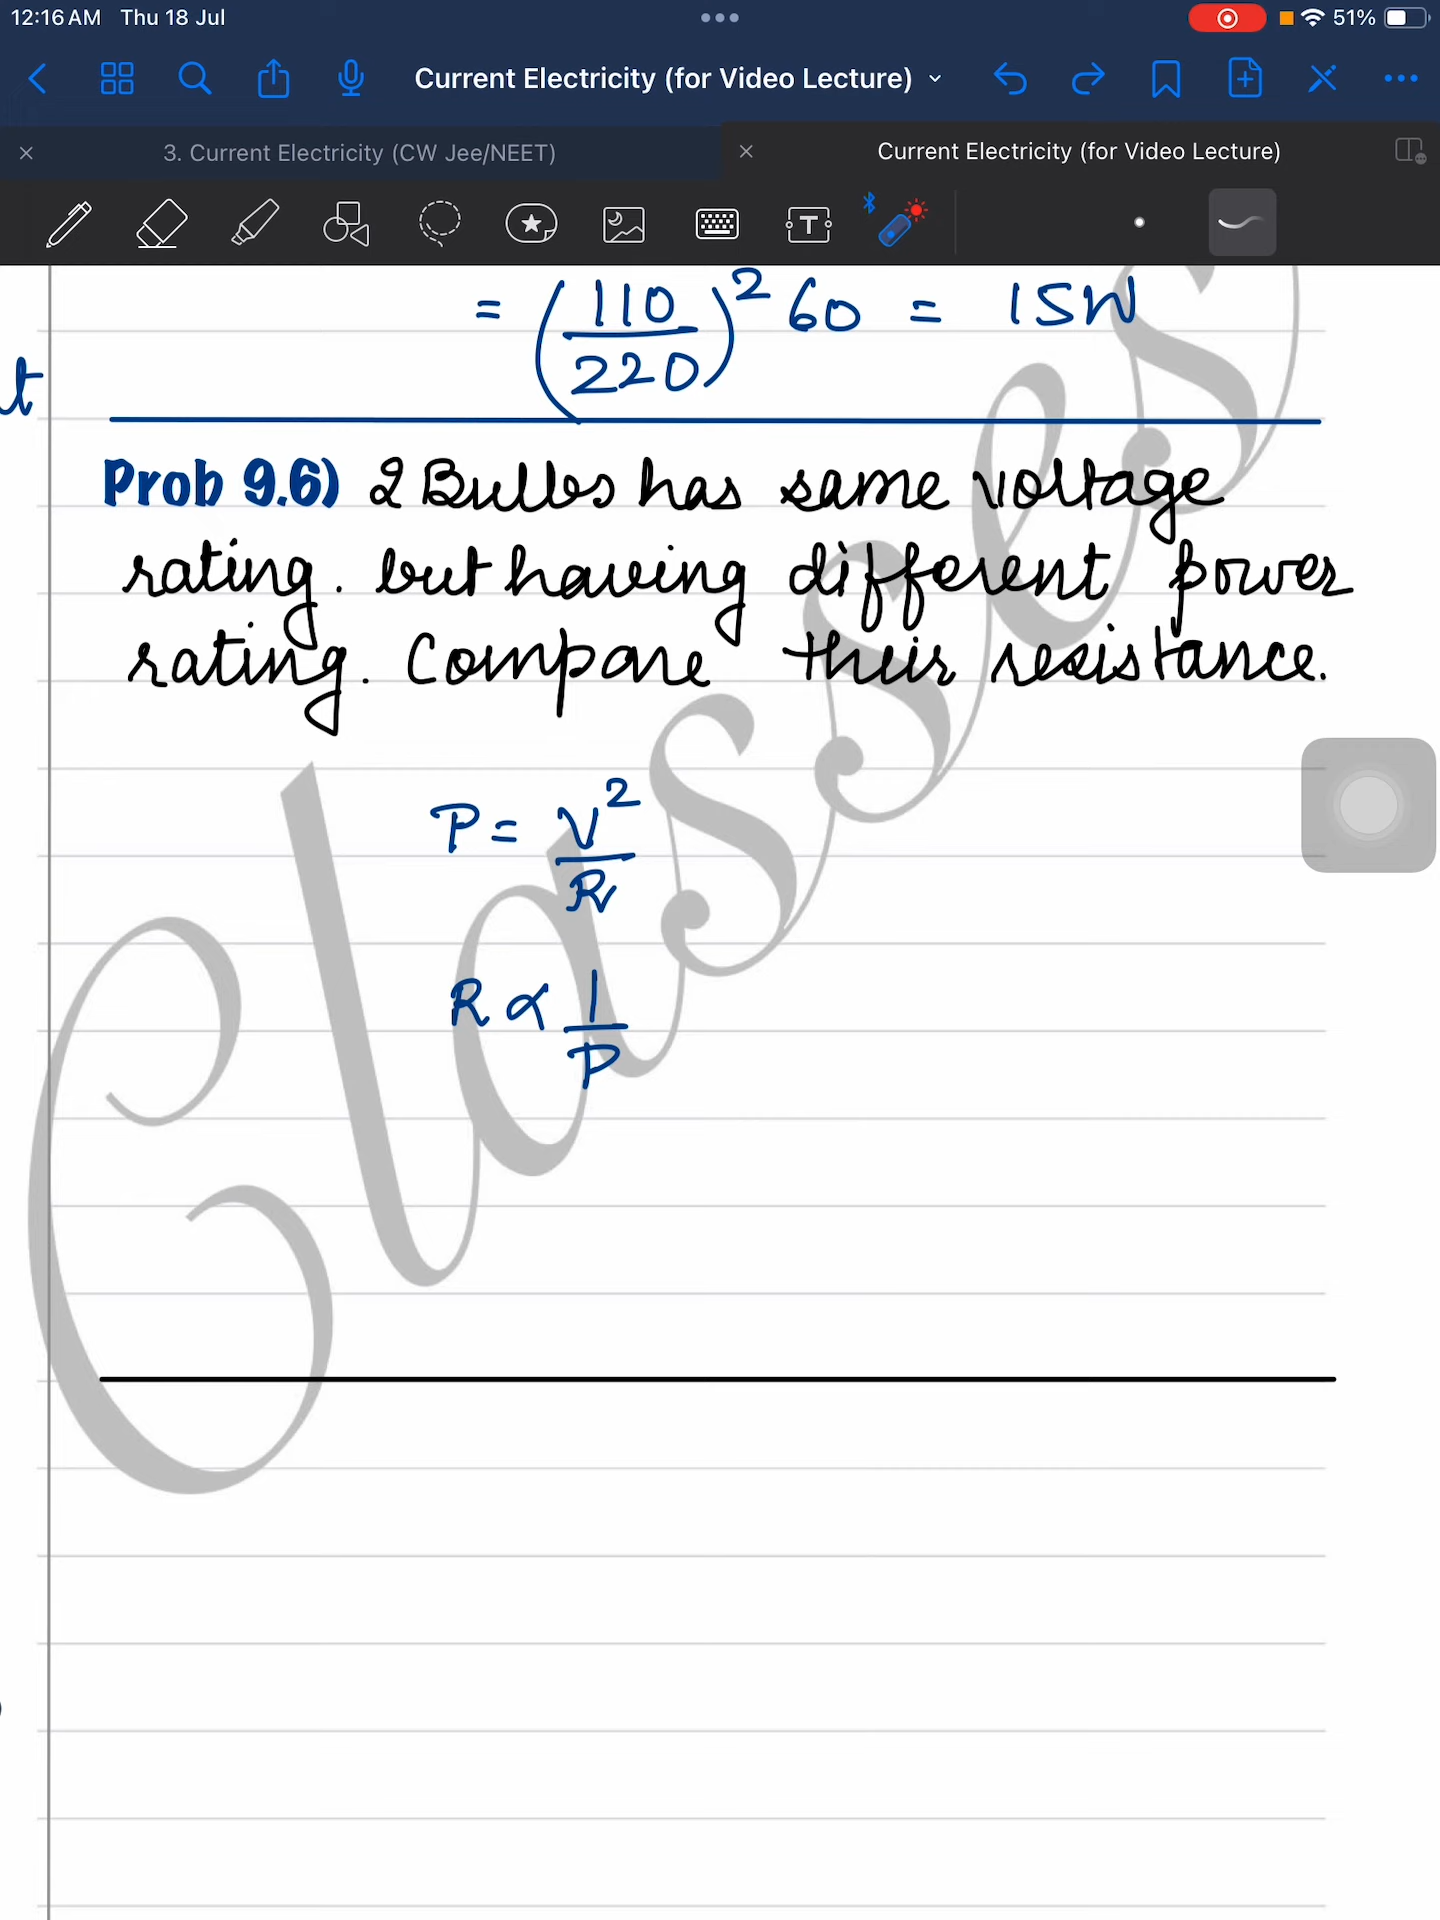 12:16 AM Thu 18 Jul
51%
Current Electricity (for Video Lecture)
3. Current Electricity (CW Jee/NEET)
Current Electricity (for Video Lecture)
T
= (110/220)² 60 = 15W
t
Prob 9.6) 2 Bulbs has same voltage
rating. but having different power
rating. Compare their resistance.
P = V²/R
R ∝ 1/P
Classes